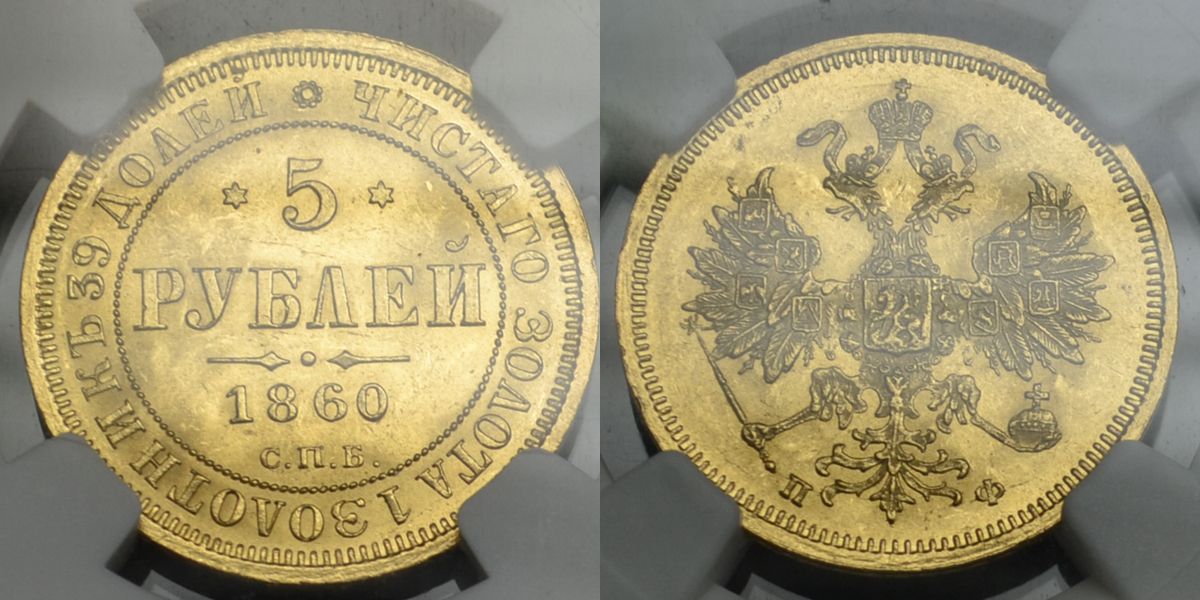 ЧИСТАГО ЗОЛОТА 1 ЗОЛОТНИКЪ 39 ДОЛЕЙ
5
РУБЛЕЙ
1860
С.П.Б.
П Ф